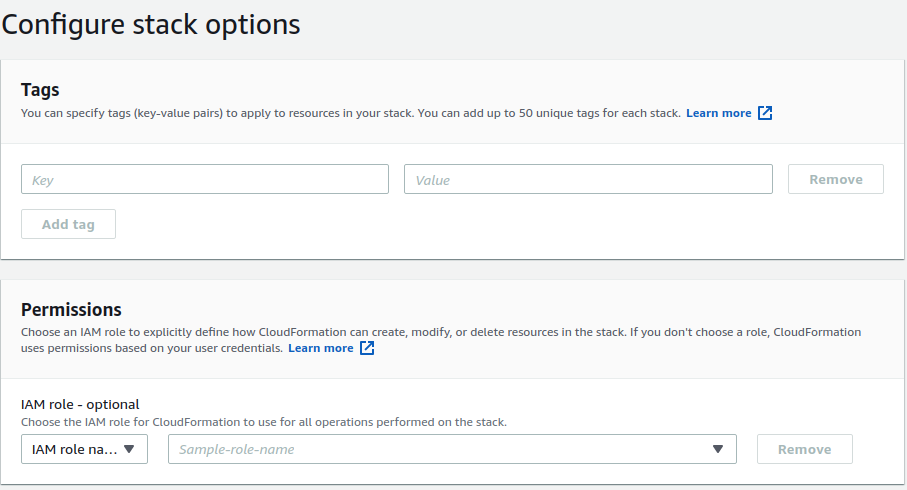 Configure stack options
Tags
You can specify tags (key-value pairs) to apply to resources in your stack. You can add up to 50 unique tags for each stack. Learn more
Key Value Remove
Add tag
Permissions
Choose an IAM role to explicitly define how CloudFormation can create, modify, or delete resources in the stack. If you don't choose a role, CloudFormation
uses permissions based on your user credentials. Learn more
IAM role - optional
Choose the IAM role for CloudFormation to use for all operations performed on the stack.
IAM role na... Sample-role-name Remove